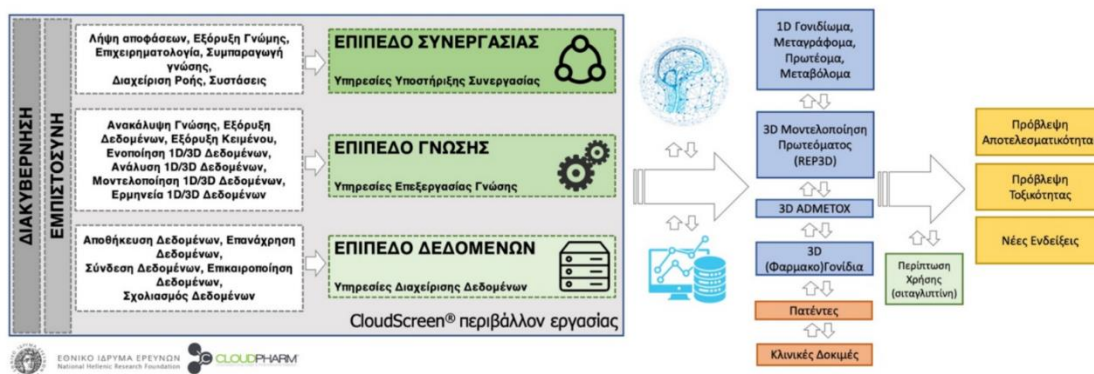 ΔΙΑΚΥΒΕΡΝΗΣΗ
ΕΜΠΙΣΤΟΣΥΝΗ
Λήψη αποφάσεων, Εξόρυξη Γνώμης,
Επιχειρηματολογία, Συμπαραγωγή
γνώσης,
Διαχείριση Ροής, Συστάσεις
ΕΠΙΠΕΔΟ ΣΥΝΕΡΓΑΣΙΑΣ
Υπηρεσίες Υποστήριξης Συνεργασίας
Ανακάλυψη Γνώσης, Εξόρυξη
Δεδομένων, Εξόρυξη Κειμένου,
Ενοποίηση 1D/3D Δεδομένων,
Ανάλυση 1D/3D Δεδομένων,
Μοντελοποίηση 1D/3D Δεδομένων,
Ερμηνεία 1D/3D Δεδομένων
ΕΠΙΠΕΔΟ ΓΝΩΣΗΣ
Υπηρεσίες Επεξεργασίας Γνώσης
Αποθήκευση Δεδομένων, Επανάχρηση
Δεδομένων,
Σύνδεση Δεδομένων, Επικαιροποίηση
Δεδομένων,
Σχολιασμός Δεδομένων
ΕΠΙΠΕΔΟ ΔΕΔΟΜΕΝΩΝ
Υπηρεσίες Διαχείρισης Δεδομένων
CloudScreen® περιβάλλον εργασίας
ΕΘΝΙΚΟ ΙΔΡΥΜΑ ΕΡΕΥΝΩΝ
National Hellenic Research Foundation
CLOUDPHARM
1D Γονιδίωμα,
Μεταγράφομα,
Πρωτέομα,
Μεταβόλομα
3D Μοντελοποίηση
Πρωτεόματος
(REP3D)
3D ADMETOX
3D
(Φαρμακο)Γονίδια
Πατέντες
Κλινικές Δοκιμές
Περίπτωση
Χρήσης
(σιταγλιπτίνη)
Πρόβλεψη
Αποτελεσματικότητα
Πρόβλεψη
Τοξικότητας
Νέες Ενδείξεις